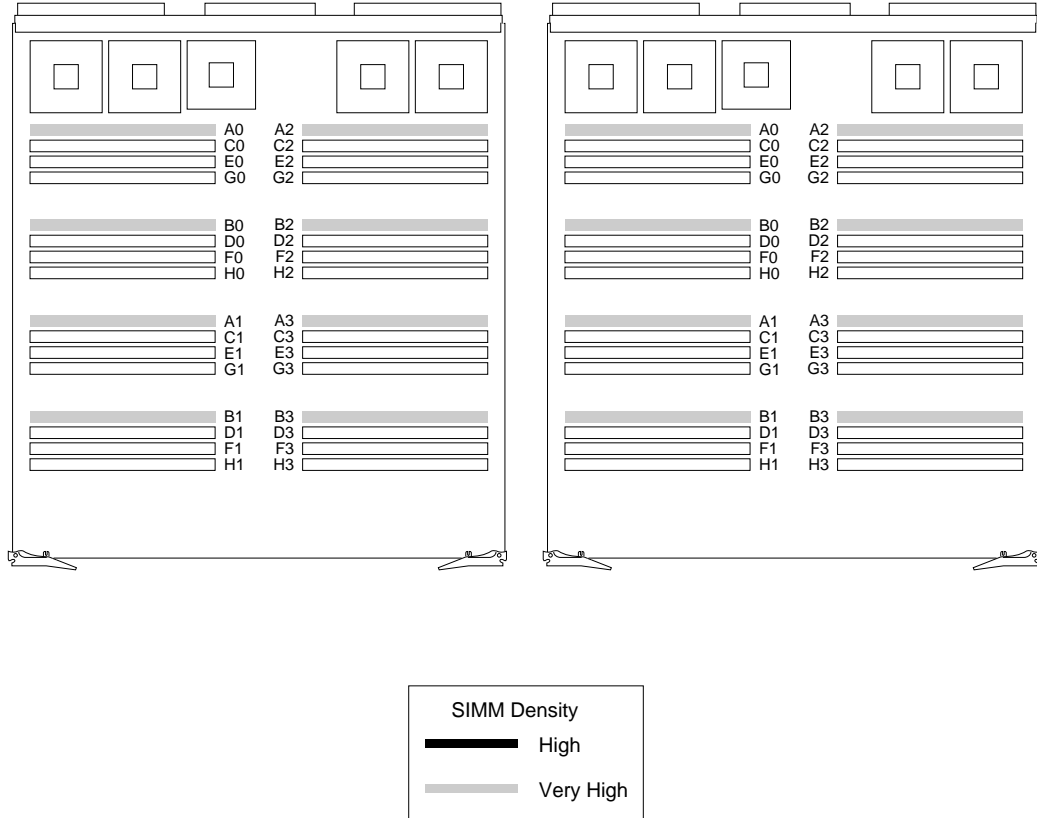 A0 A2 A0 A2
C0 C2 C0 C2
E0 E2 E0 E2
G0 G2 G0 G2
B0 B2 B0 B2
D0 D2 D0 D2
F0 F2 F0 F2
H0 H2 H0 H2
A1 A3 A1 A3
C1 C3 C1 C3
E1 E3 E1 E3
G1 G3 G1 G3
B1 B3 B1 B3
D1 D3 D1 D3
F1 F3 F1 F3
H1 H3 H1 H3
SIMM Density
High
Very High